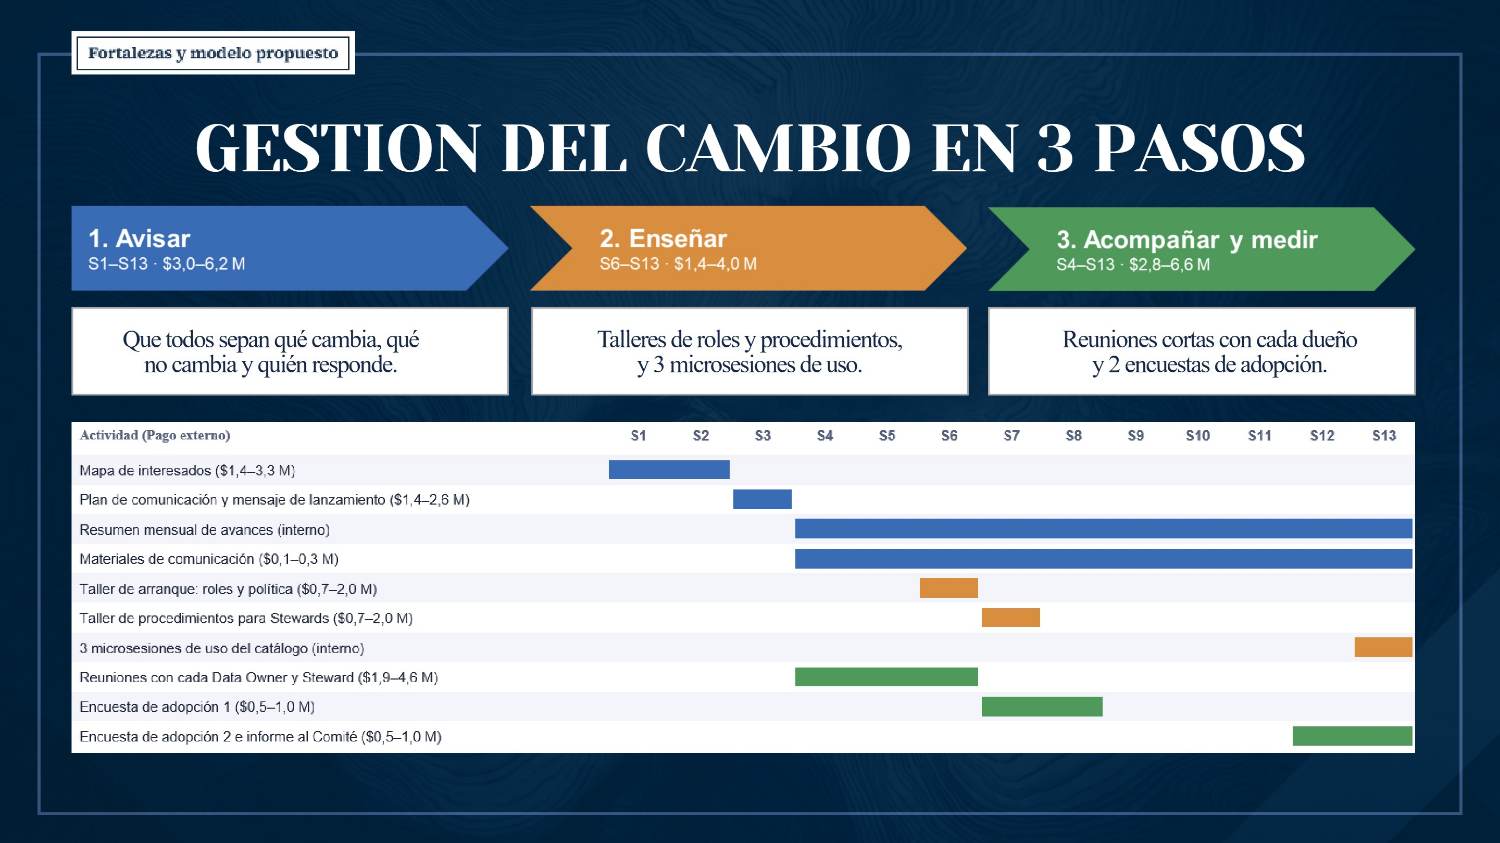 Fortalezas y modelo propuesto
GESTION DEL CAMBIO EN 3 PASOS
1. Avisar
S1–S13 · $3,0–6,2 M
2. Enseñar
S6–S13 · $1,4–4,0 M
3. Acompañar y medir
S4–S13 · $2,8–6,6 M
Que todos sepan qué cambia, qué
no cambia y quién responde.
Talleres de roles y procedimientos,
y 3 microsesiones de uso.
Reuniones cortas con cada dueño
y 2 encuestas de adopción.
Actividad (Pago externo) S1 S2 S3 S4 S5 S6 S7 S8 S9 S10 S11 S12 S13
Mapa de interesados ($1,4–3,3 M)
Plan de comunicación y mensaje de lanzamiento ($1,4–2,6 M)
Resumen mensual de avances (interno)
Materiales de comunicación ($0,1–0,3 M)
Taller de arranque: roles y política ($0,7–2,0 M)
Taller de procedimientos para Stewards ($0,7–2,0 M)
3 microsesiones de uso del catálogo (interno)
Reuniones con cada Data Owner y Steward ($1,9–4,6 M)
Encuesta de adopción 1 ($0,5–1,0 M)
Encuesta de adopción 2 e informe al Comité ($0,5–1,0 M)